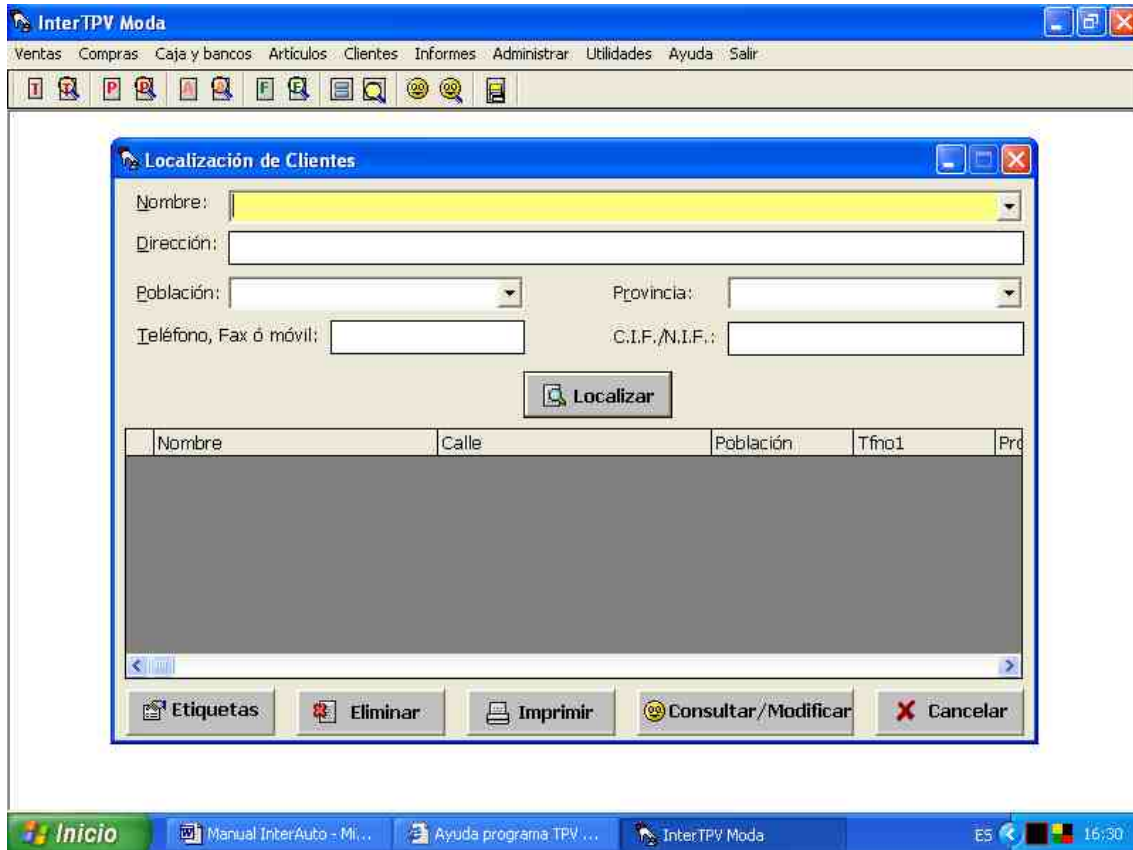 InterTPV Moda
Ventas Compras Caja y bancos Artículos Clientes Informes Administrar Utilidades Ayuda Salir
T T P P A A F F
Localización de Clientes
Nombre:
Dirección:
Población: Provincia:
Teléfono, Fax ó móvil: C.I.F./N.I.F.:
Localizar
Nombre Calle Población Tfno1 Pro
Etiquetas Eliminar Imprimir Consultar/Modificar Cancelar
Inicio Manual InterAuto - Mi... Ayuda programa TPV ... InterTPV Moda ES 16:30